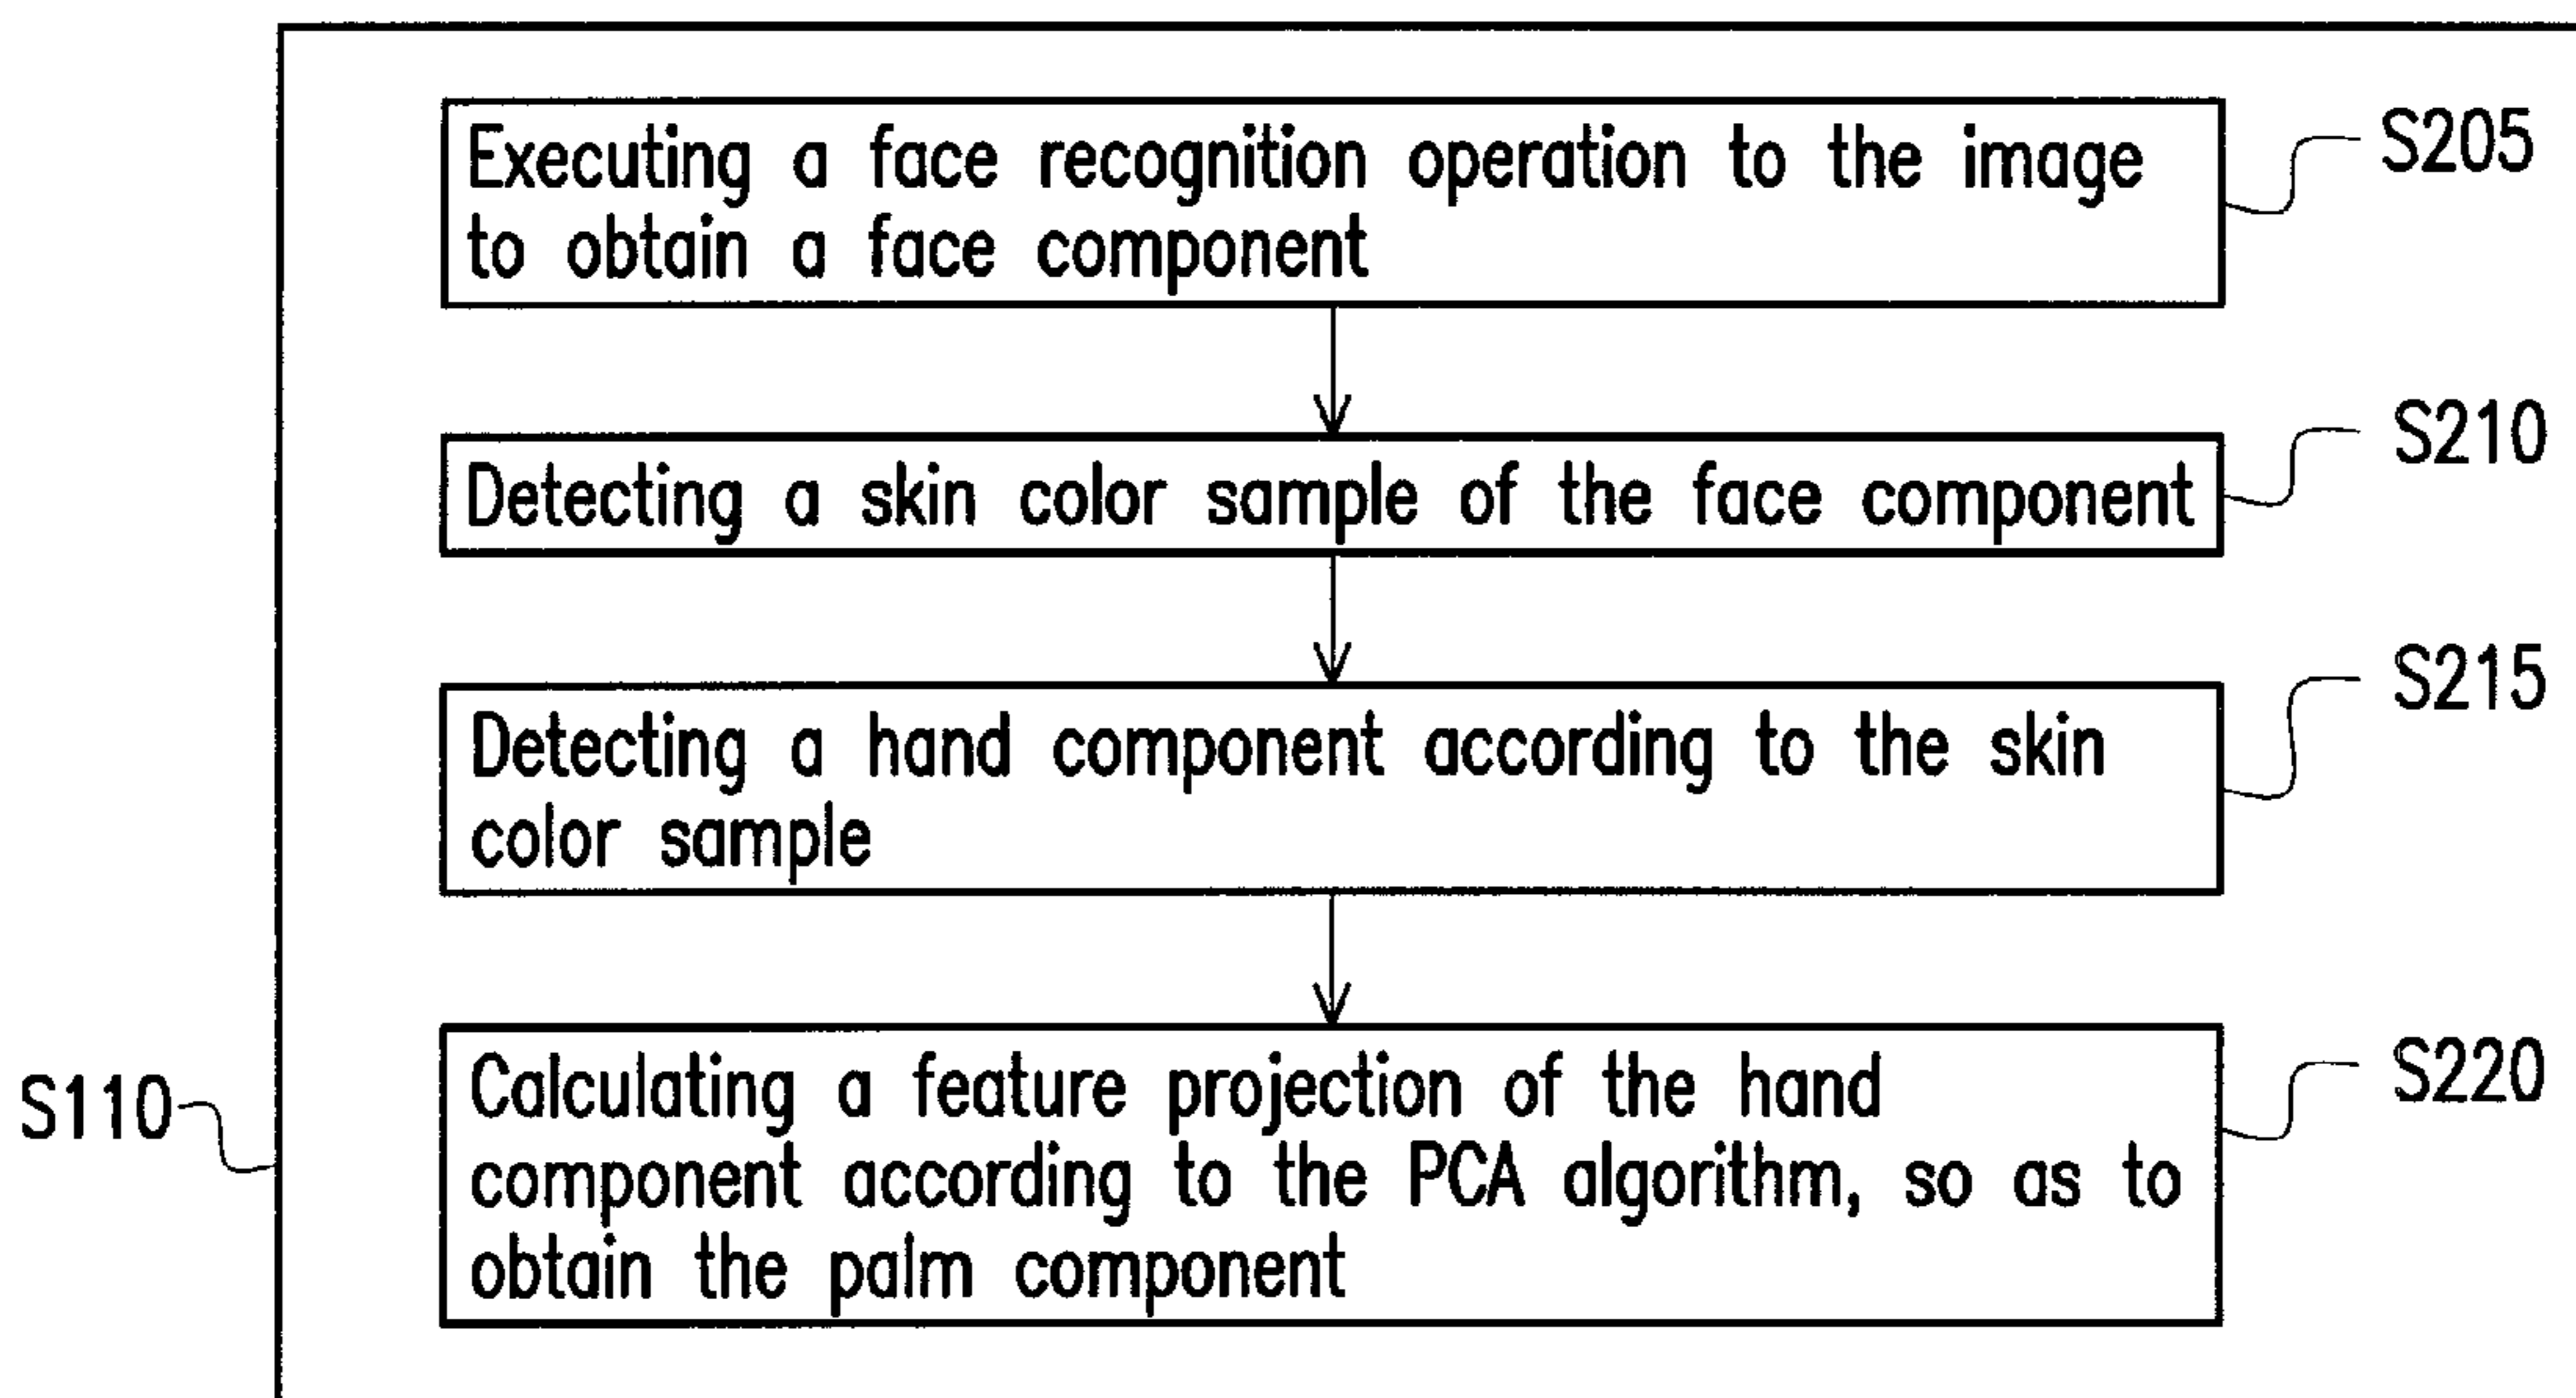 Executing a face recognition operation to the image
to obtain a face component
S205
Detecting a skin color sample of the face component
S210
Detecting a hand component according to the skin
color sample
S215
Calculating a feature projection of the hand
component according to the PCA algorithm, so as to
obtain the palm component
S220
S110